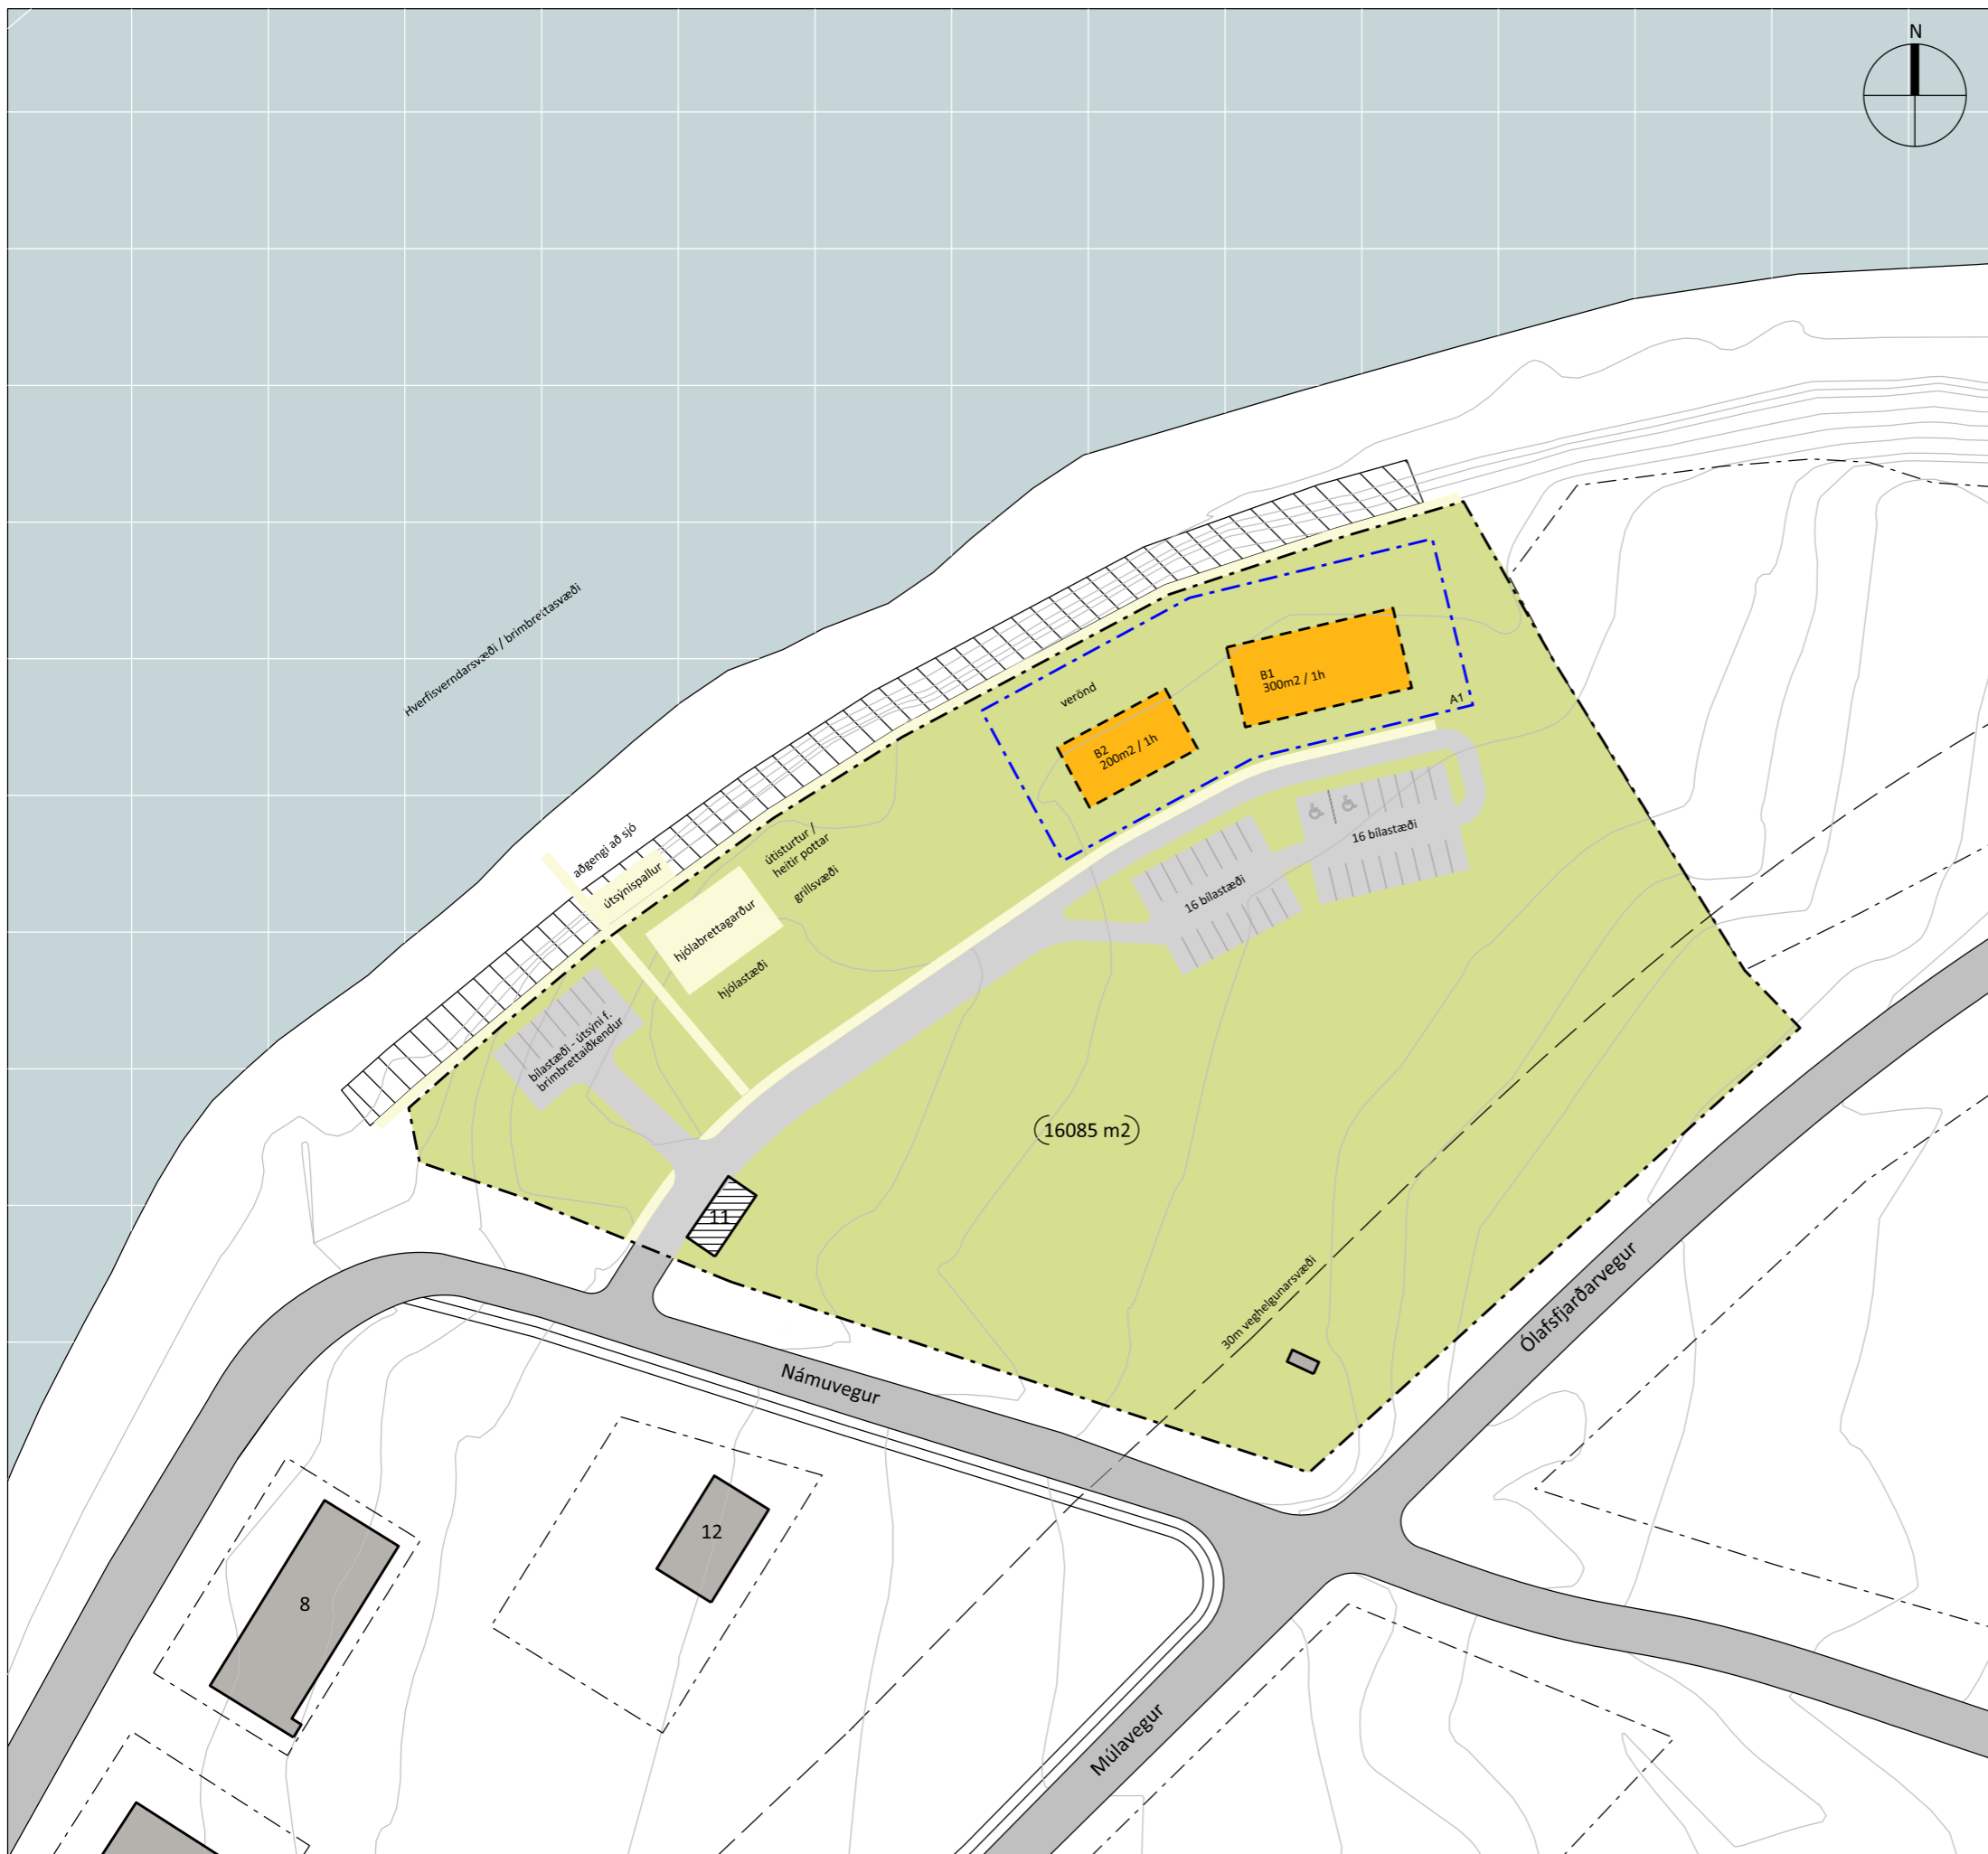 N
Hverfisverndarsvæði / brimbrettasvæði
verönd
B1
300m2 / 1h
A1
B2
200m2 / 1h
aðgengi að sjó
útsýnispallur
útisturtur /
heitir pottar
grillsvæði
hjólabrettagarður
hjólastæði
16 bílastæði
16 bílastæði
bílastæði - útsýni f.
brimbrettaiðkendur
16085 m2
11
30m veghelgunarsvæði
Ólafsfjarðarvegur
Námuvegur
12
8
Múlavegur